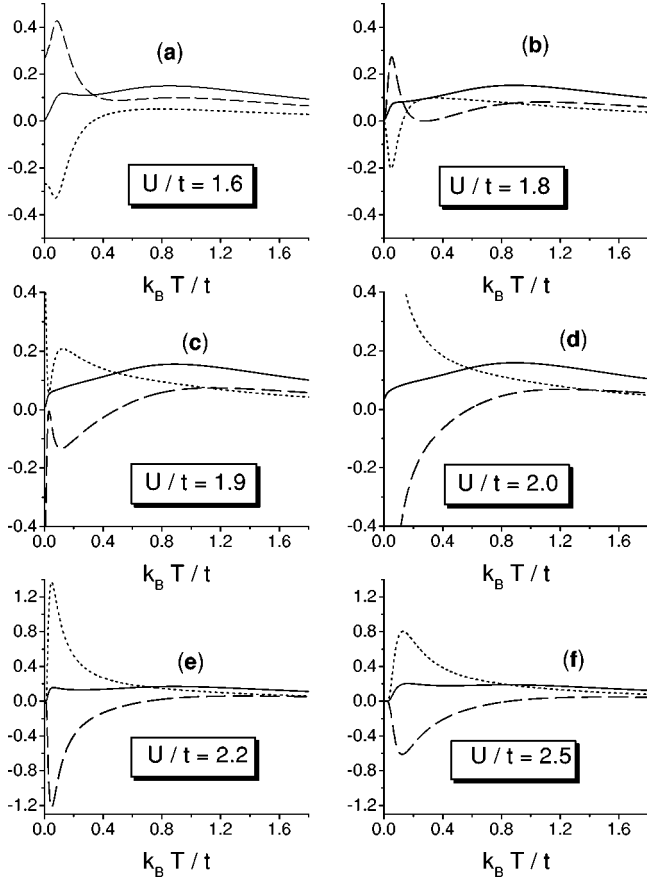 0.4
0.2
0.0
-0.2
-0.4
(a)
U / t = 1.6
0.0 0.4 0.8 1.2 1.6
k_B T / t
0.4
0.2
0.0
-0.2
-0.4
(b)
U / t = 1.8
0.0 0.4 0.8 1.2 1.6
k_B T / t
0.4
0.2
0.0
-0.2
-0.4
(c)
U / t = 1.9
0.0 0.4 0.8 1.2 1.6
k_B T / t
0.4
0.2
0.0
-0.2
-0.4
(d)
U / t = 2.0
0.0 0.4 0.8 1.2 1.6
k_B T / t
1.2
0.8
0.4
0.0
-0.4
-0.8
-1.2
(e)
U / t = 2.2
0.0 0.4 0.8 1.2 1.6
k_B T / t
1.2
0.8
0.4
0.0
-0.4
-0.8
-1.2
(f)
U / t = 2.5
0.0 0.4 0.8 1.2 1.6
k_B T / t